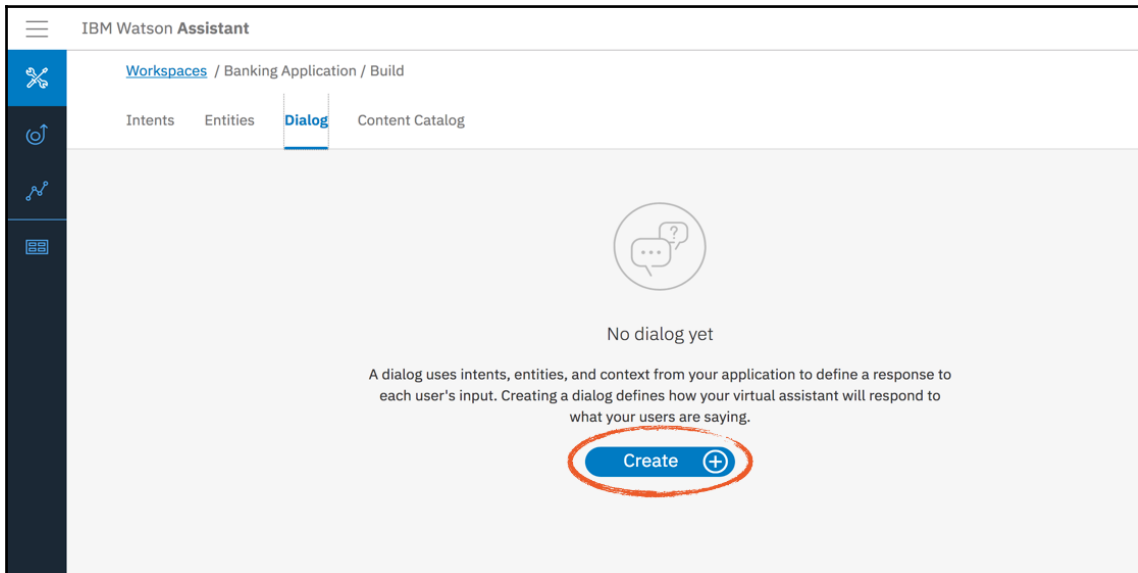 IBM Watson Assistant
Workspaces / Banking Application / Build
Intents Entities Dialog Content Catalog
?
No dialog yet
A dialog uses intents, entities, and context from your application to define a response to
each user's input. Creating a dialog defines how your virtual assistant will respond to
what your users are saying.
Create